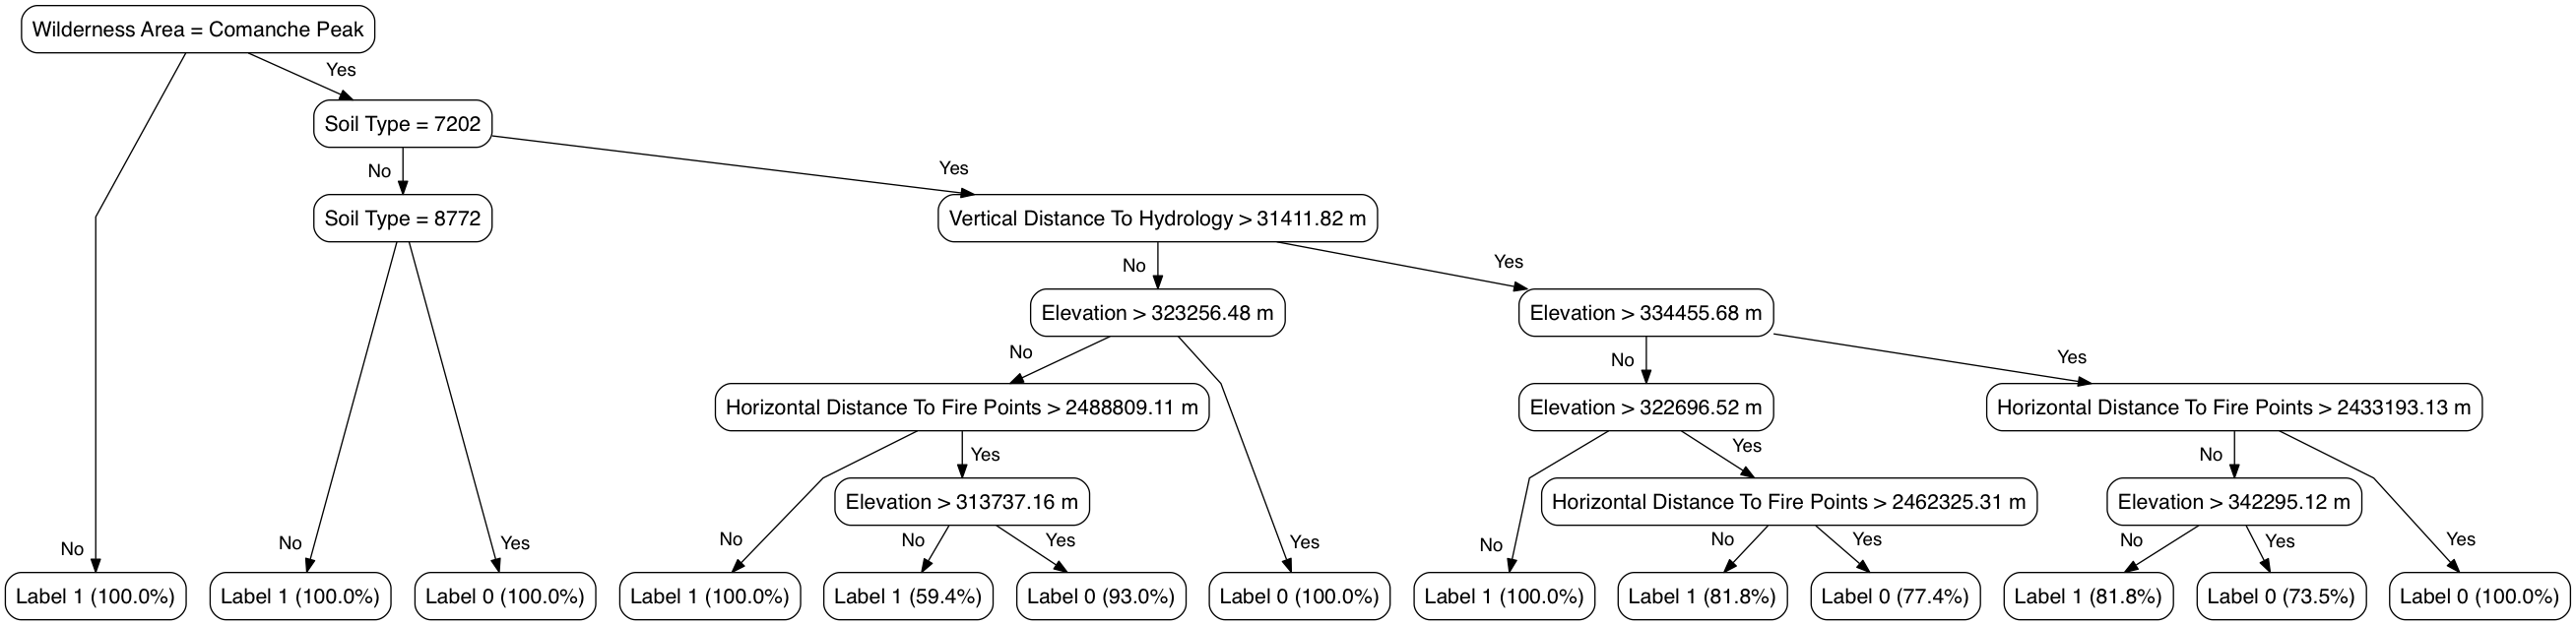 Wilderness Area = Comanche Peak
Yes
Soil Type = 7202
No
Yes
Soil Type = 8772
Vertical Distance To Hydrology > 31411.82 m
No
Yes
Elevation > 323256.48 m
Elevation > 334455.68 m
No
No
Yes
Horizontal Distance To Fire Points > 2488809.11 m
Elevation > 322696.52 m
Horizontal Distance To Fire Points > 2433193.13 m
Yes
Yes
No
Elevation > 313737.16 m
Horizontal Distance To Fire Points > 2462325.31 m
Elevation > 342295.12 m
No
No
Yes
No
No
Yes
Yes
No
No
Yes
No
Yes
Yes
Label 1 (100.0%)
Label 1 (100.0%)
Label 0 (100.0%)
Label 1 (100.0%)
Label 1 (59.4%)
Label 0 (93.0%)
Label 0 (100.0%)
Label 1 (100.0%)
Label 1 (81.8%)
Label 0 (77.4%)
Label 1 (81.8%)
Label 0 (73.5%)
Label 0 (100.0%)